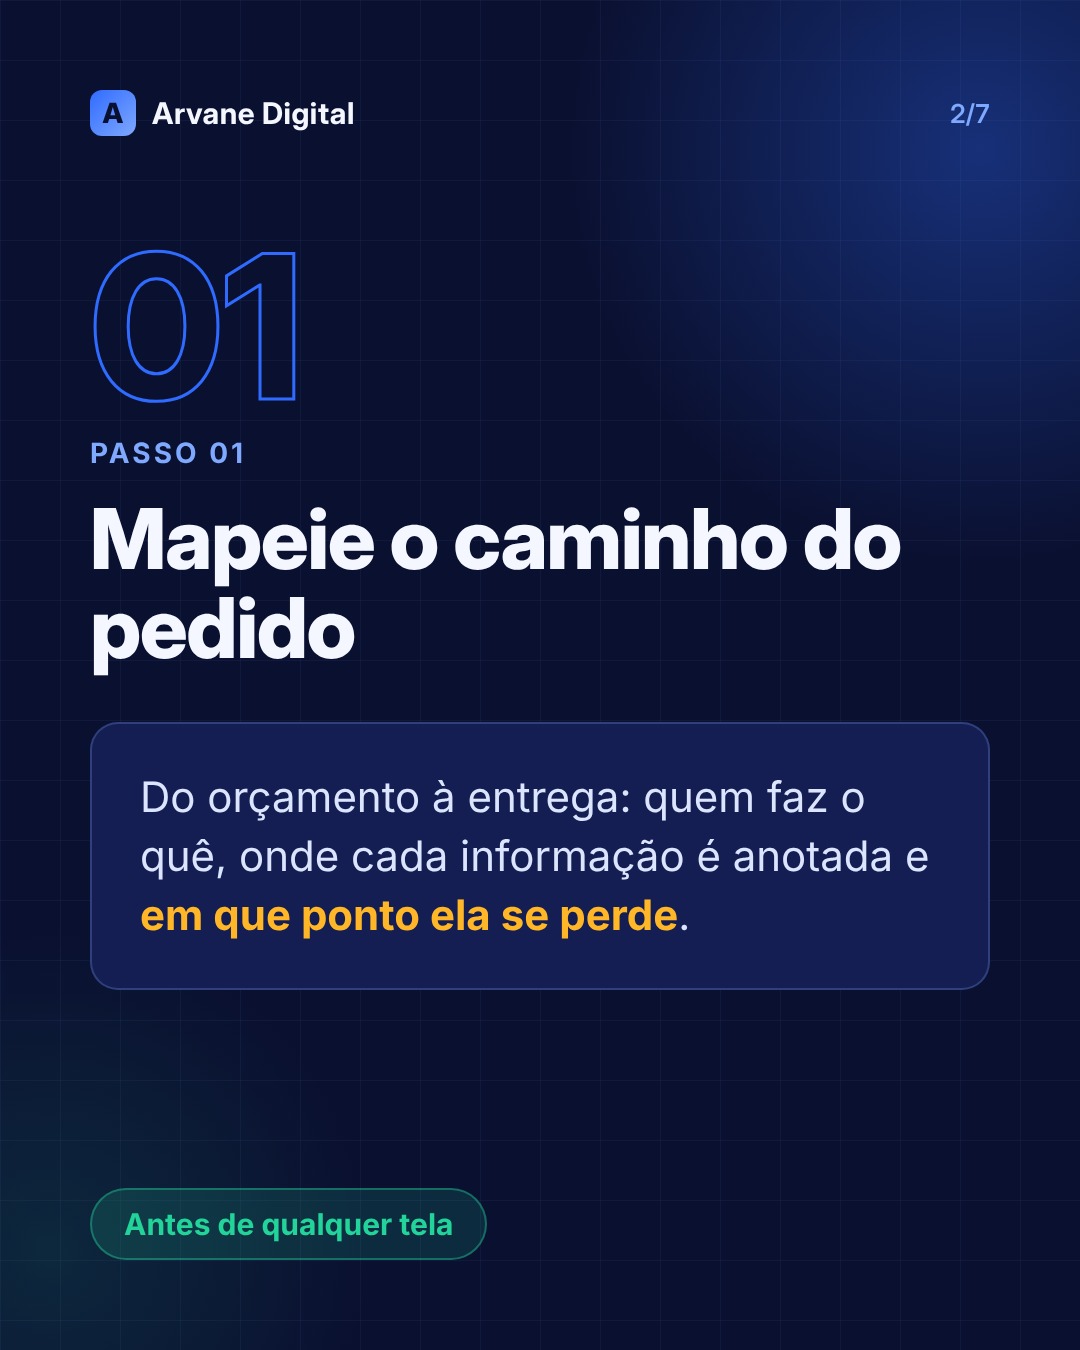 A Arvane Digital
2/7
01
PASSO 01
Mapeie o caminho do
pedido
Do orçamento à entrega: quem faz o
quê, onde cada informação é anotada e
em que ponto ela se perde.
Antes de qualquer tela